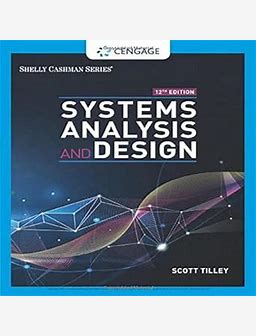 CENGAGE
SHELLY CASHMAN SERIES®
12TH EDITION
SYSTEMS
ANALYSIS
AND DESIGN
SCOTT TILLEY